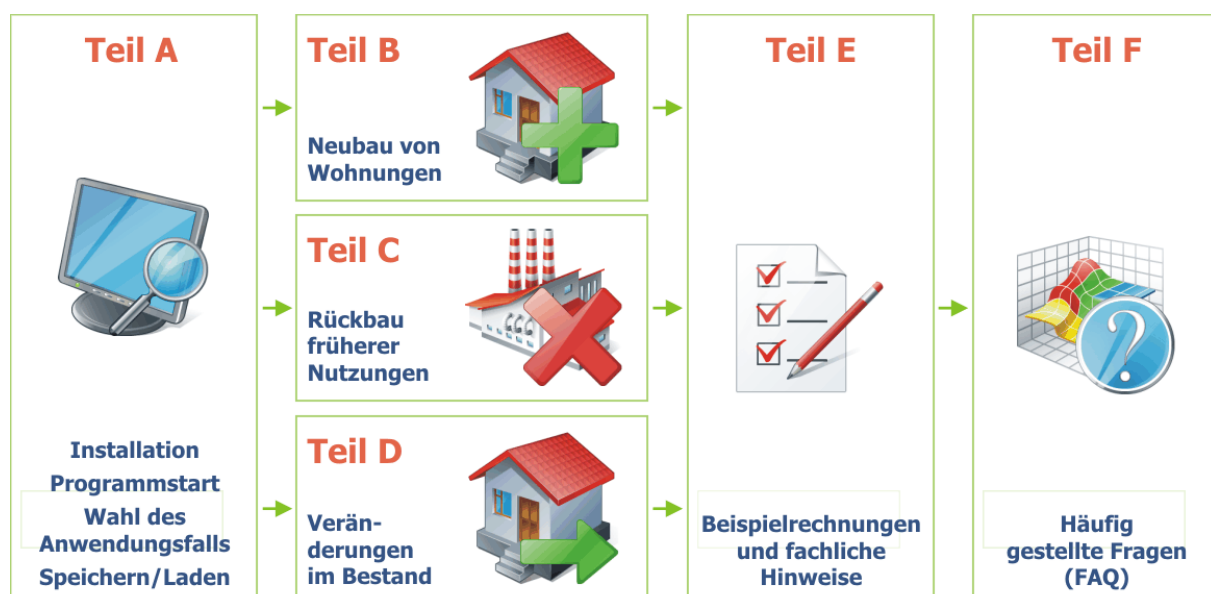 Teil A
Installation
Programmstart
Wahl des
Anwendungsfalls
Speichern/Laden
Teil B
Neubau von
Wohnungen
Teil C
Rückbau
früherer
Nutzungen
Teil D
Verän-
derungen
im Bestand
Teil E
Beispielrechnungen
und fachliche
Hinweise
Teil F
Häufig
gestellte Fragen
(FAQ)